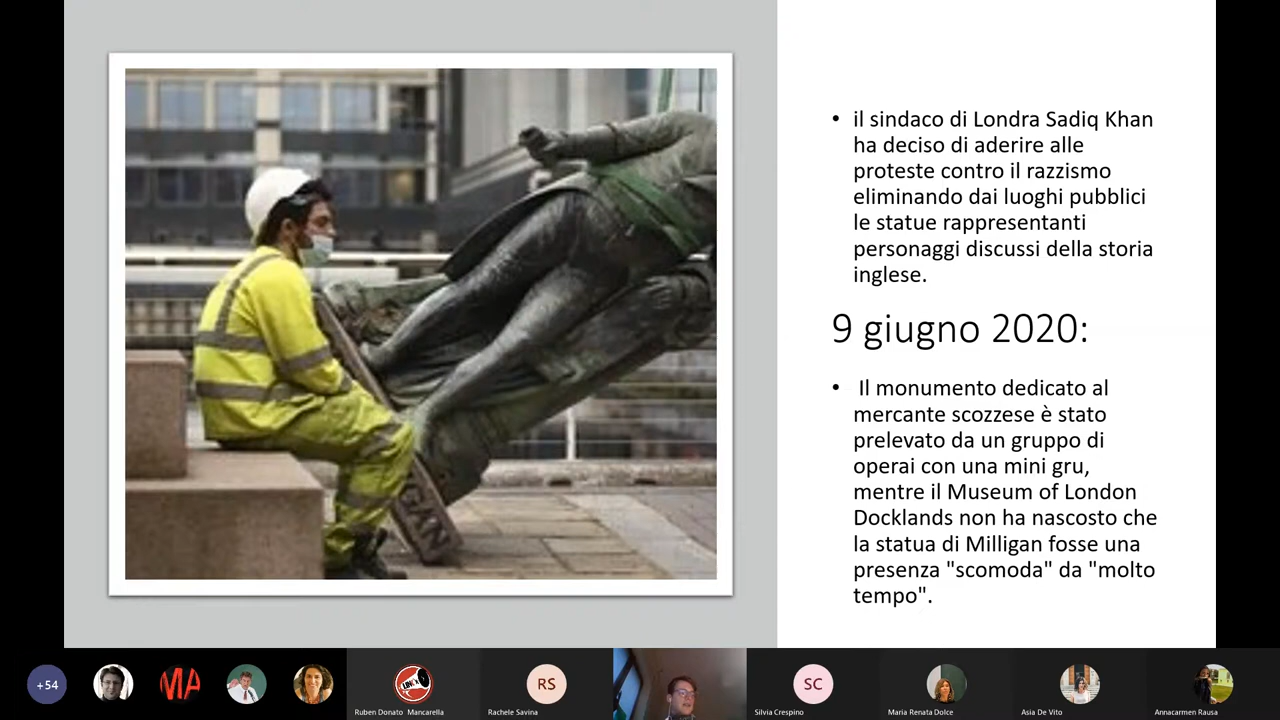 • il sindaco di Londra Sadiq Khan
ha deciso di aderire alle
proteste contro il razzismo
eliminando dai luoghi pubblici
le statue rappresentanti
personaggi discussi della storia
inglese.
9 giugno 2020:
• Il monumento dedicato al
mercante scozzese è stato
prelevato da un gruppo di
operai con una mini gru,
mentre il Museum of London
Docklands non ha nascosto che
la statua di Milligan fosse una
presenza "scomoda" da "molto
tempo".
GAN
+54
MA
RS
SC
Ruben Donato Mancarella
Rachele Savina
Silvia Crespino
Maria Renata Dolce
Asia De Vito
Annacarmen Rausa